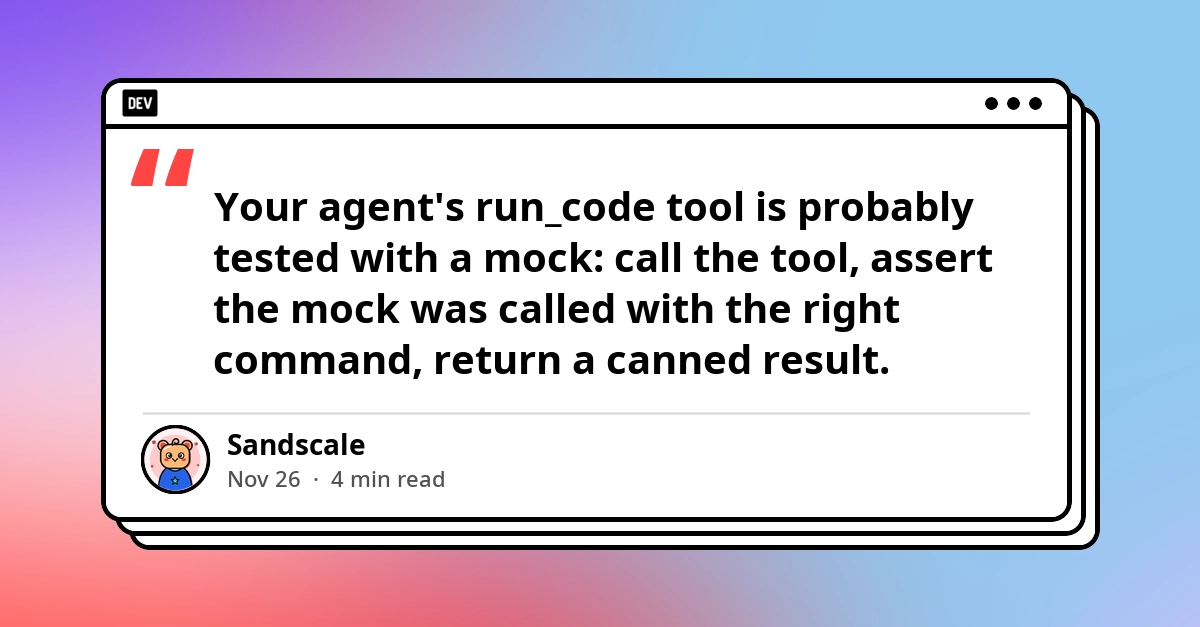 DEV
Your agent's run_code tool is probably
tested with a mock: call the tool, assert
the mock was called with the right
command, return a canned result.
Sandscale
Nov 26 · 4 min read